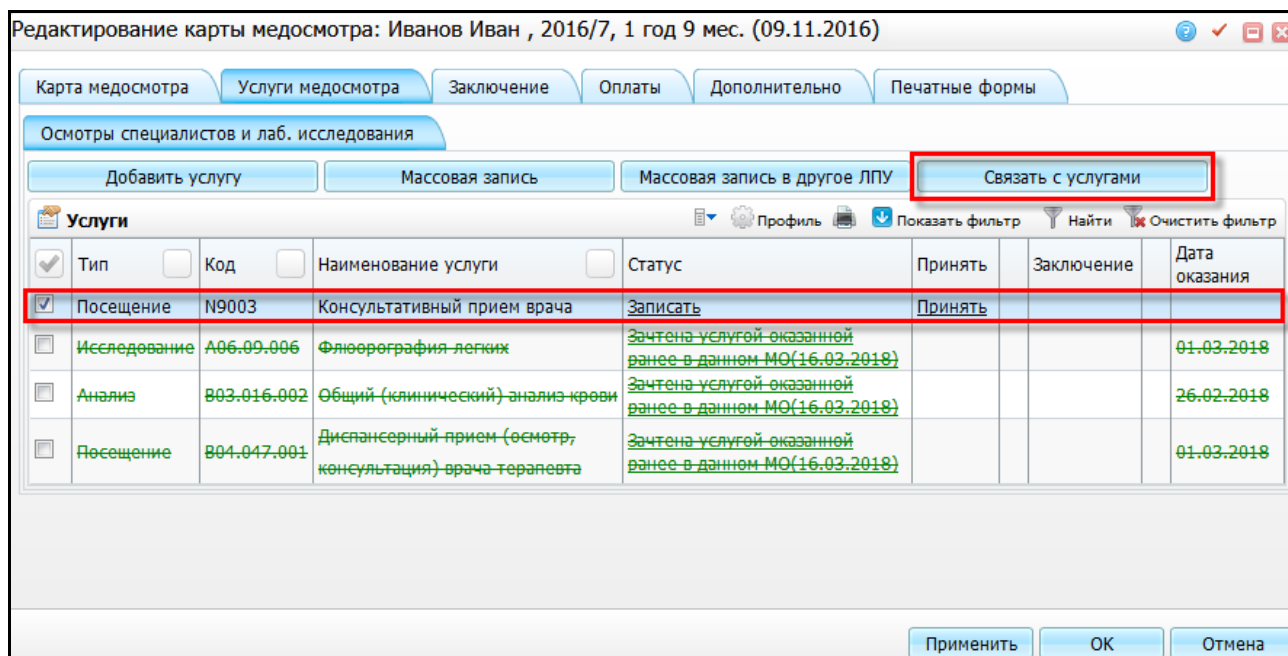 Редактирование карты медосмотра: Иванов Иван , 2016/7, 1 год 9 мес. (09.11.2016)
Карта медосмотра Услуги медосмотра Заключение Оплаты Дополнительно Печатные формы
Осмотры специалистов и лаб. исследования
Добавить услугу Массовая запись Массовая запись в другое ЛПУ Связать с услугами
Услуги Профиль Показать фильтр Найти Очистить фильтр
Тип Код Наименование услуги Статус Принять Заключение Дата
оказания
Посещение N9003 Консультативный прием врача Записать Принять
Исследование A06.09.006 Флюорография легких Зачтена услугой оказанной
ранее в данном МО(16.03.2018) 01.03.2018
Анализ B03.016.002 Общий (клинический) анализ крови Зачтена услугой оказанной
ранее в данном МО(16.03.2018) 26.02.2018
Посещение B04.047.001 Диспансерный прием (осмотр,
консультация) врача терапевта Зачтена услугой оказанной
ранее в данном МО(16.03.2018) 01.03.2018
Применить OK Отмена